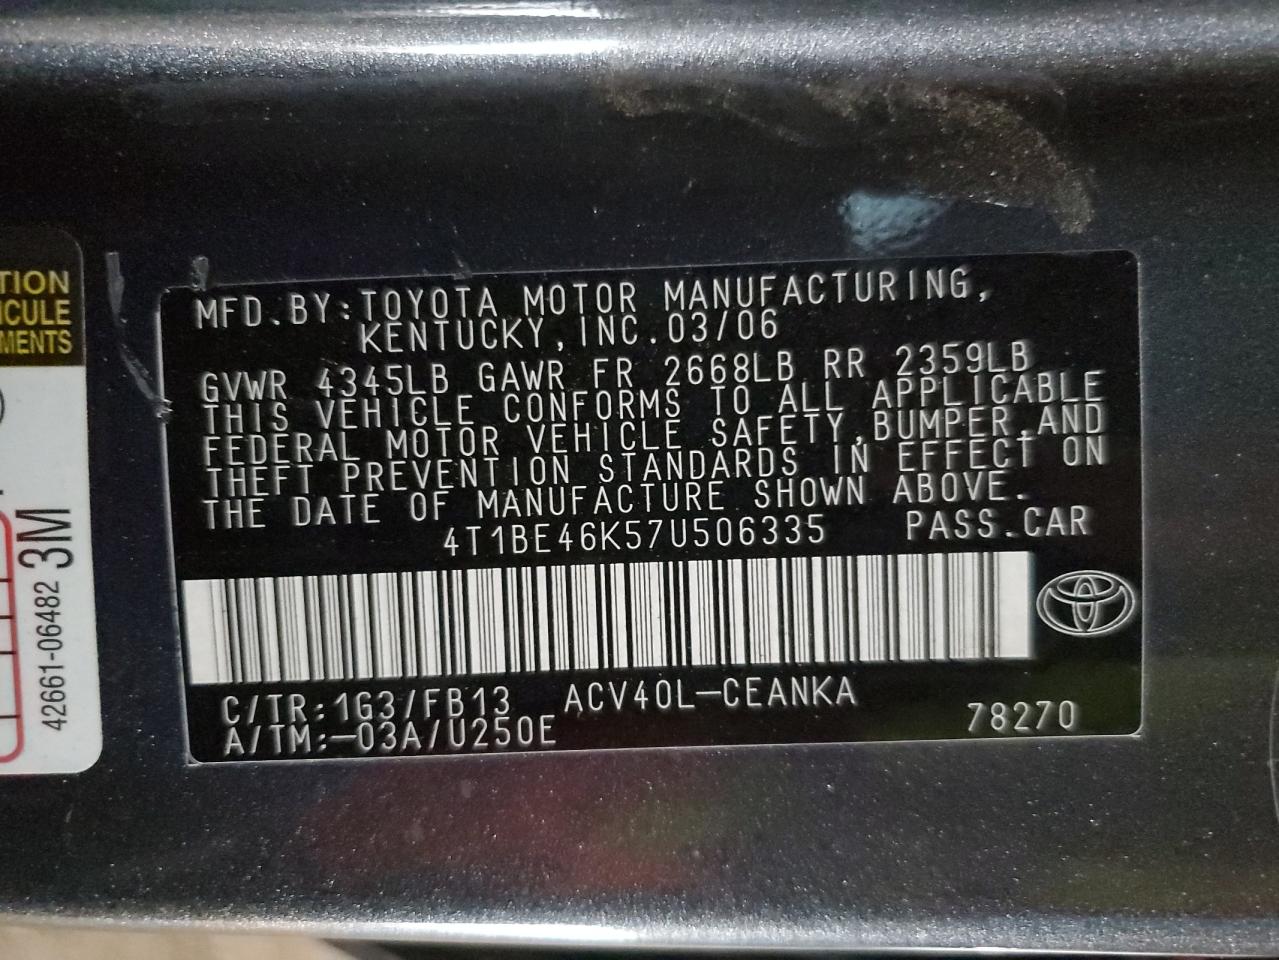 TION
ICULE
MENTS
3M
42661-06482
MFD.BY:TOYOTA MOTOR MANUFACTURING,
KENTUCKY,INC.03/06
GVWR 4345LB GAWR FR 2668LB RR 2359LB
THIS VEHICLE CONFORMS TO ALL APPLICABLE
FEDERAL MOTOR VEHICLE SAFETY,BUMPER,AND
THEFT PREVENTION STANDARDS IN EFFECT ON
THE DATE OF MANUFACTURE SHOWN ABOVE.
4T1BE46K57U506335 PASS.CAR
C/TR:1G3/FB13 ACV40L-CEANKA
A/TM:-03A/U250E 78270